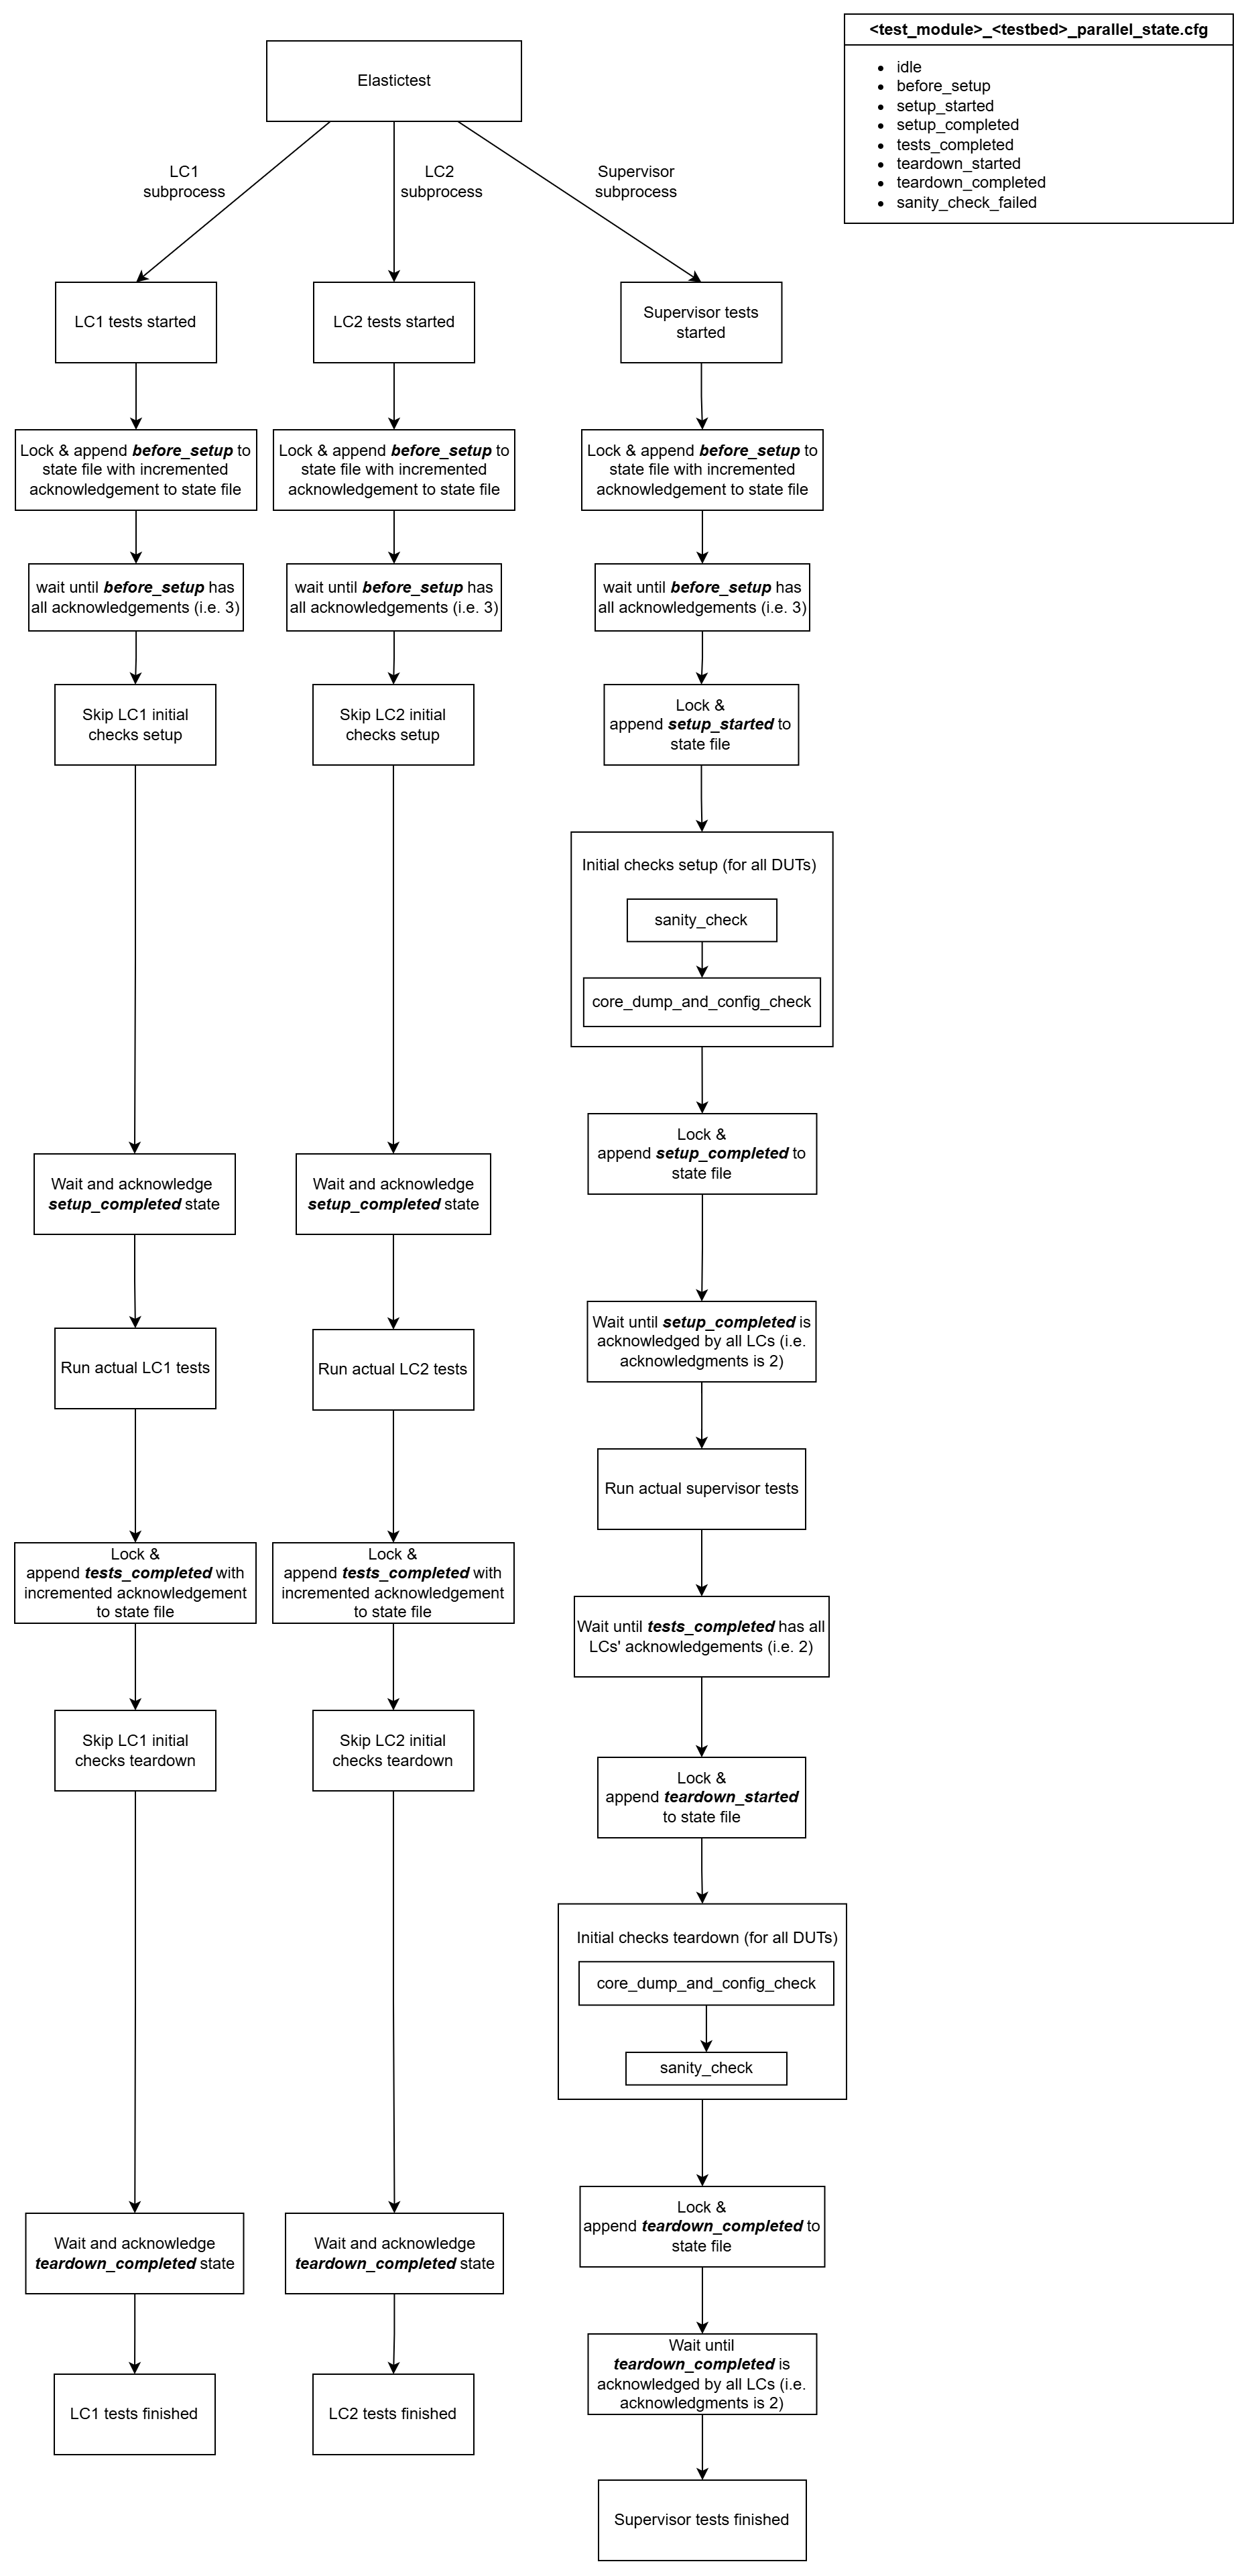 <test_module>_<testbed>_parallel_state.cfg
idle
before_setup
setup_started
setup_completed
tests_completed
teardown_started
teardown_completed
sanity_check_failed
Elastictest
LC1
subprocess
LC2
subprocess
Supervisor
subprocess
LC1 tests started
LC2 tests started
Supervisor tests
started
Lock & append before_setup to
state file with incremented
acknowledgement to state file
Lock & append before_setup to
state file with incremented
acknowledgement to state file
Lock & append before_setup to
state file with incremented
acknowledgement to state file
wait until before_setup has
all acknowledgements (i.e. 3)
wait until before_setup has
all acknowledgements (i.e. 3)
wait until before_setup has
all acknowledgements (i.e. 3)
Skip LC1 initial
checks setup
Skip LC2 initial
checks setup
Lock &
append setup_started to
state file
Initial checks setup (for all DUTs)
sanity_check
core_dump_and_config_check
Lock &
append setup_completed to
state file
Wait and acknowledge
setup_completed state
Wait and acknowledge
setup_completed state
Wait until setup_completed is
acknowledged by all LCs (i.e.
acknowledgments is 2)
Run actual LC1 tests
Run actual LC2 tests
Run actual supervisor tests
Lock &
append tests_completed with
incremented acknowledgement
to state file
Lock &
append tests_completed with
incremented acknowledgement
to state file
Wait until tests_completed has all
LCs' acknowledgements (i.e. 2)
Skip LC1 initial
checks teardown
Skip LC2 initial
checks teardown
Lock &
append teardown_started
to state file
Initial checks teardown (for all DUTs)
core_dump_and_config_check
sanity_check
Lock &
append teardown_completed to
state file
Wait and acknowledge
teardown_completed state
Wait and acknowledge
teardown_completed state
Wait until
teardown_completed is
acknowledged by all LCs (i.e.
acknowledgments is 2)
LC1 tests finished
LC2 tests finished
Supervisor tests finished